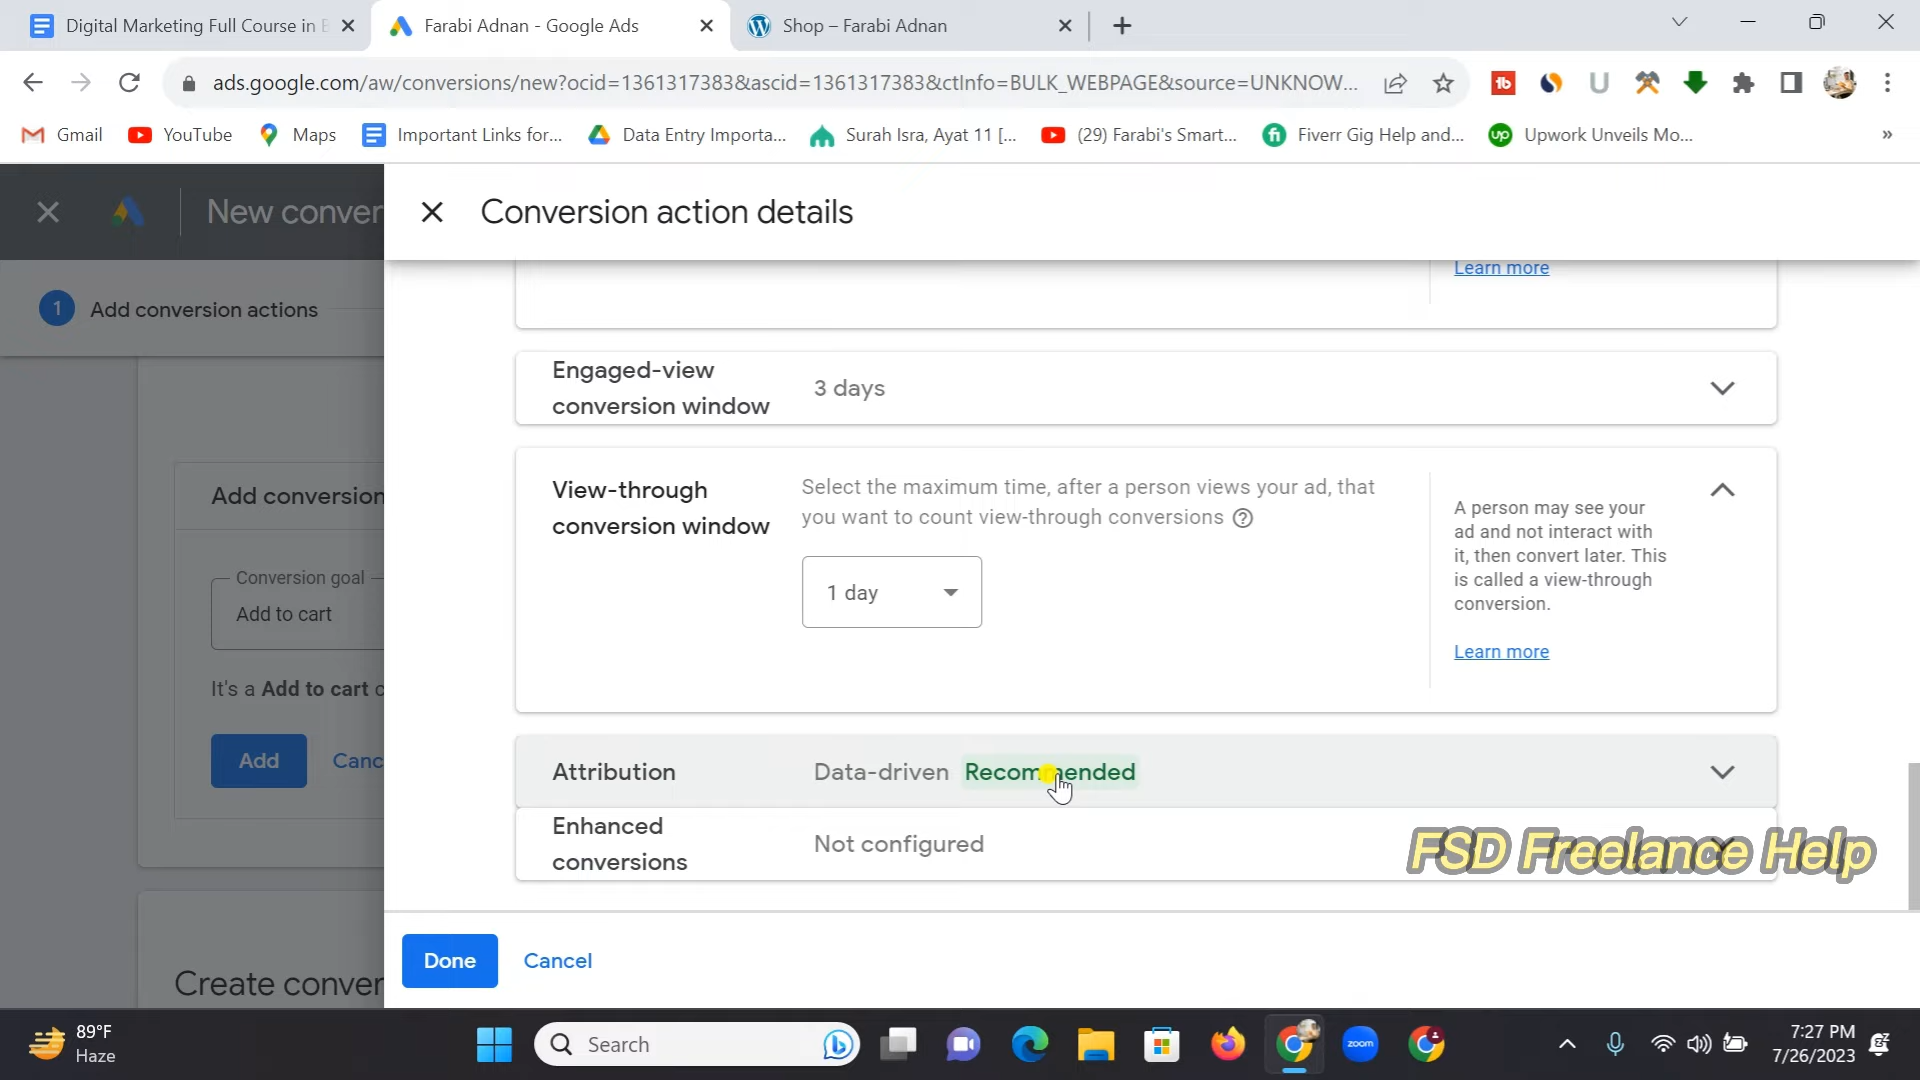 Digital Marketing Full Course in B
Farabi Adnan - Google Ads
Shop – Farabi Adnan
ads.google.com/aw/conversions/new?ocid=1361317383&ascid=1361317383&ctInfo=BULK_WEBPAGE&source=UNKNOW...
Gmail
YouTube
Maps
Important Links for...
Data Entry Importa...
Surah Isra, Ayat 11 [...
(29) Farabi's Smart...
Fiverr Gig Help and...
Upwork Unveils Mo...
»
New conver
Conversion action details
1
Add conversion actions
Learn more
Engaged-view
conversion window
3 days
View-through
conversion window
Select the maximum time, after a person views your ad, that
you want to count view-through conversions
1 day
A person may see your
ad and not interact with
it, then convert later. This
is called a view-through
conversion.
Learn more
Add conversion
Conversion goal
Add to cart
It's a Add to cart c
Add
Canc
Attribution
Data-driven
Recommended
Enhanced
conversions
Not configured
FSD Freelance Help
Create conver
Done
Cancel
89°F
Haze
Search
zoom
7:27 PM
7/26/2023